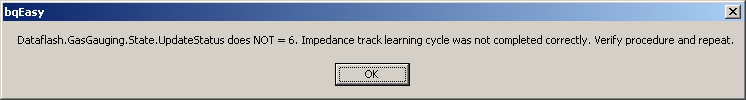 bqEasy
Dataflash.GasGauging.State.UpdateStatus does NOT = 6. Impedance track learning cycle was not completed correctly. Verify procedure and repeat.
OK